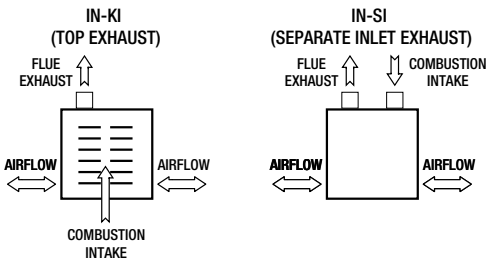 IN-KI
(TOP EXHAUST)
FLUE
EXHAUST
AIRFLOW
AIRFLOW
COMBUSTION
INTAKE
IN-SI
(SEPARATE INLET EXHAUST)
FLUE
EXHAUST
COMBUSTION
INTAKE
AIRFLOW
AIRFLOW